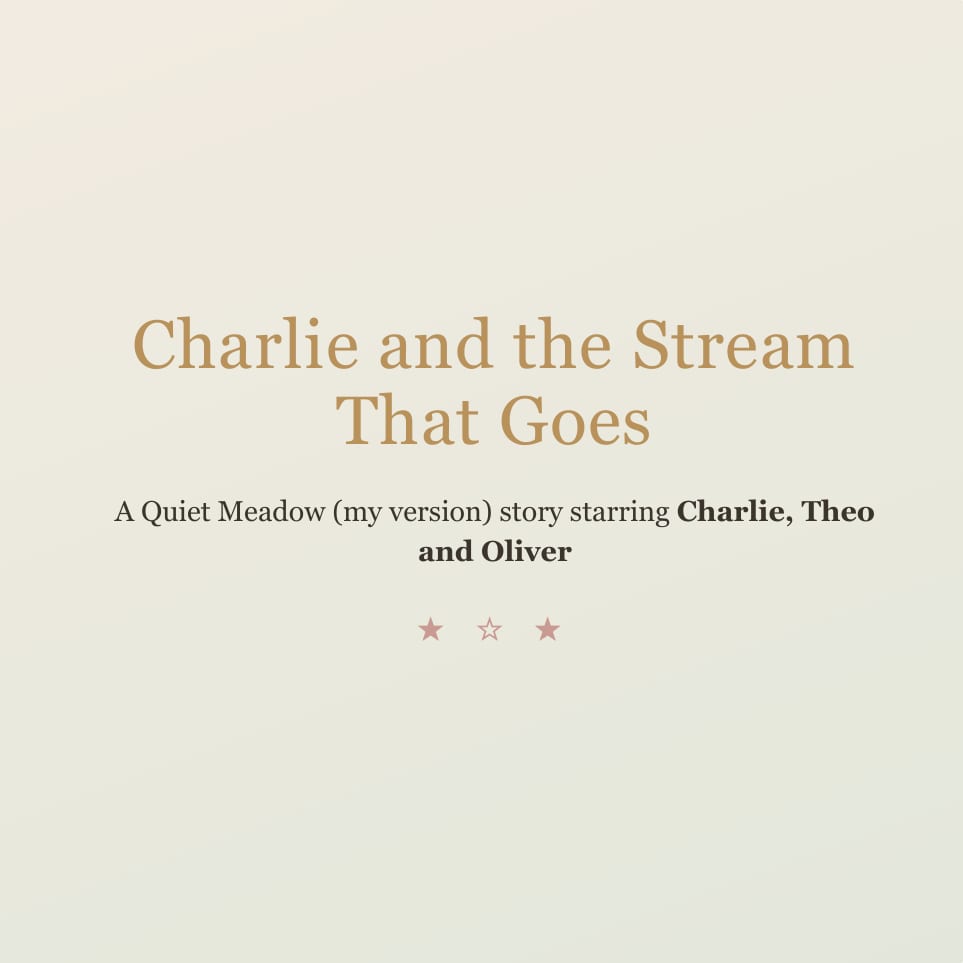 Charlie and the Stream
That Goes
A Quiet Meadow (my version) story starring Charlie, Theo
and Oliver
★ ☆ ★